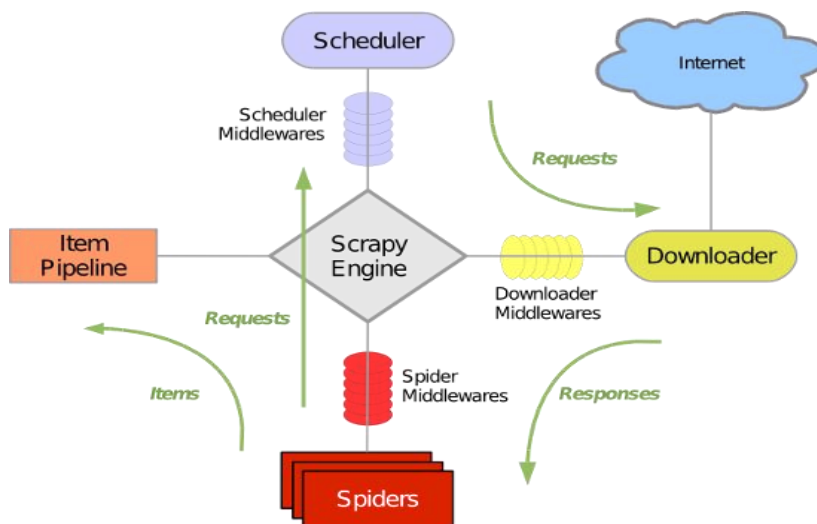 Scheduler
Internet
Scheduler
Middlewares
Requests
Item
Pipeline
Scrapy
Engine
Downloader
Downloader
Middlewares
Requests
Items
Spider
Middlewares
Responses
Spiders